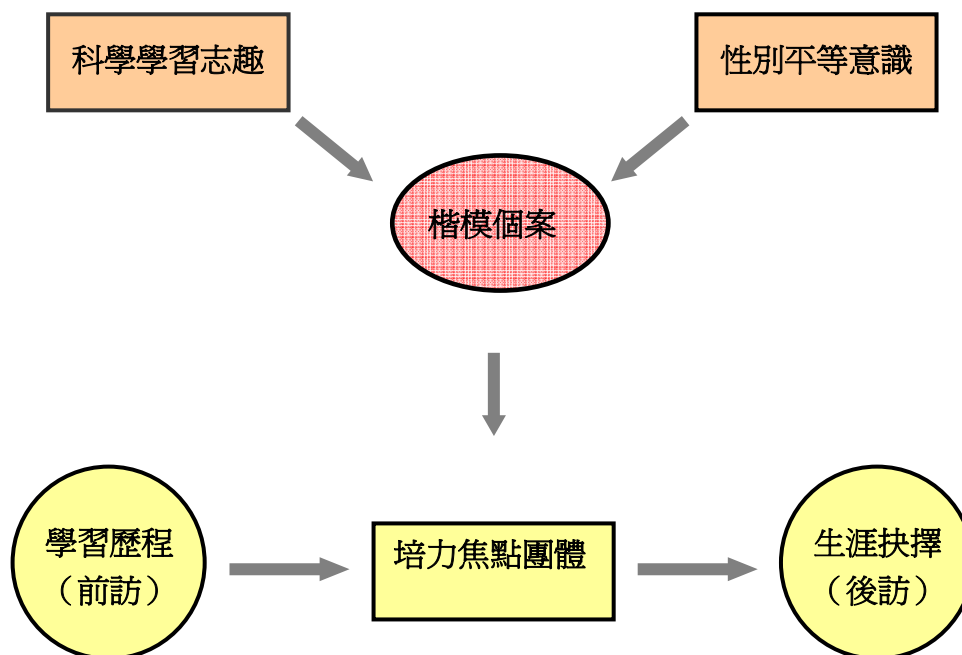 科學學習志趣
性別平等意識
楷模個案
學習歷程
（前訪）
培力焦點團體
生涯抉擇
（後訪）